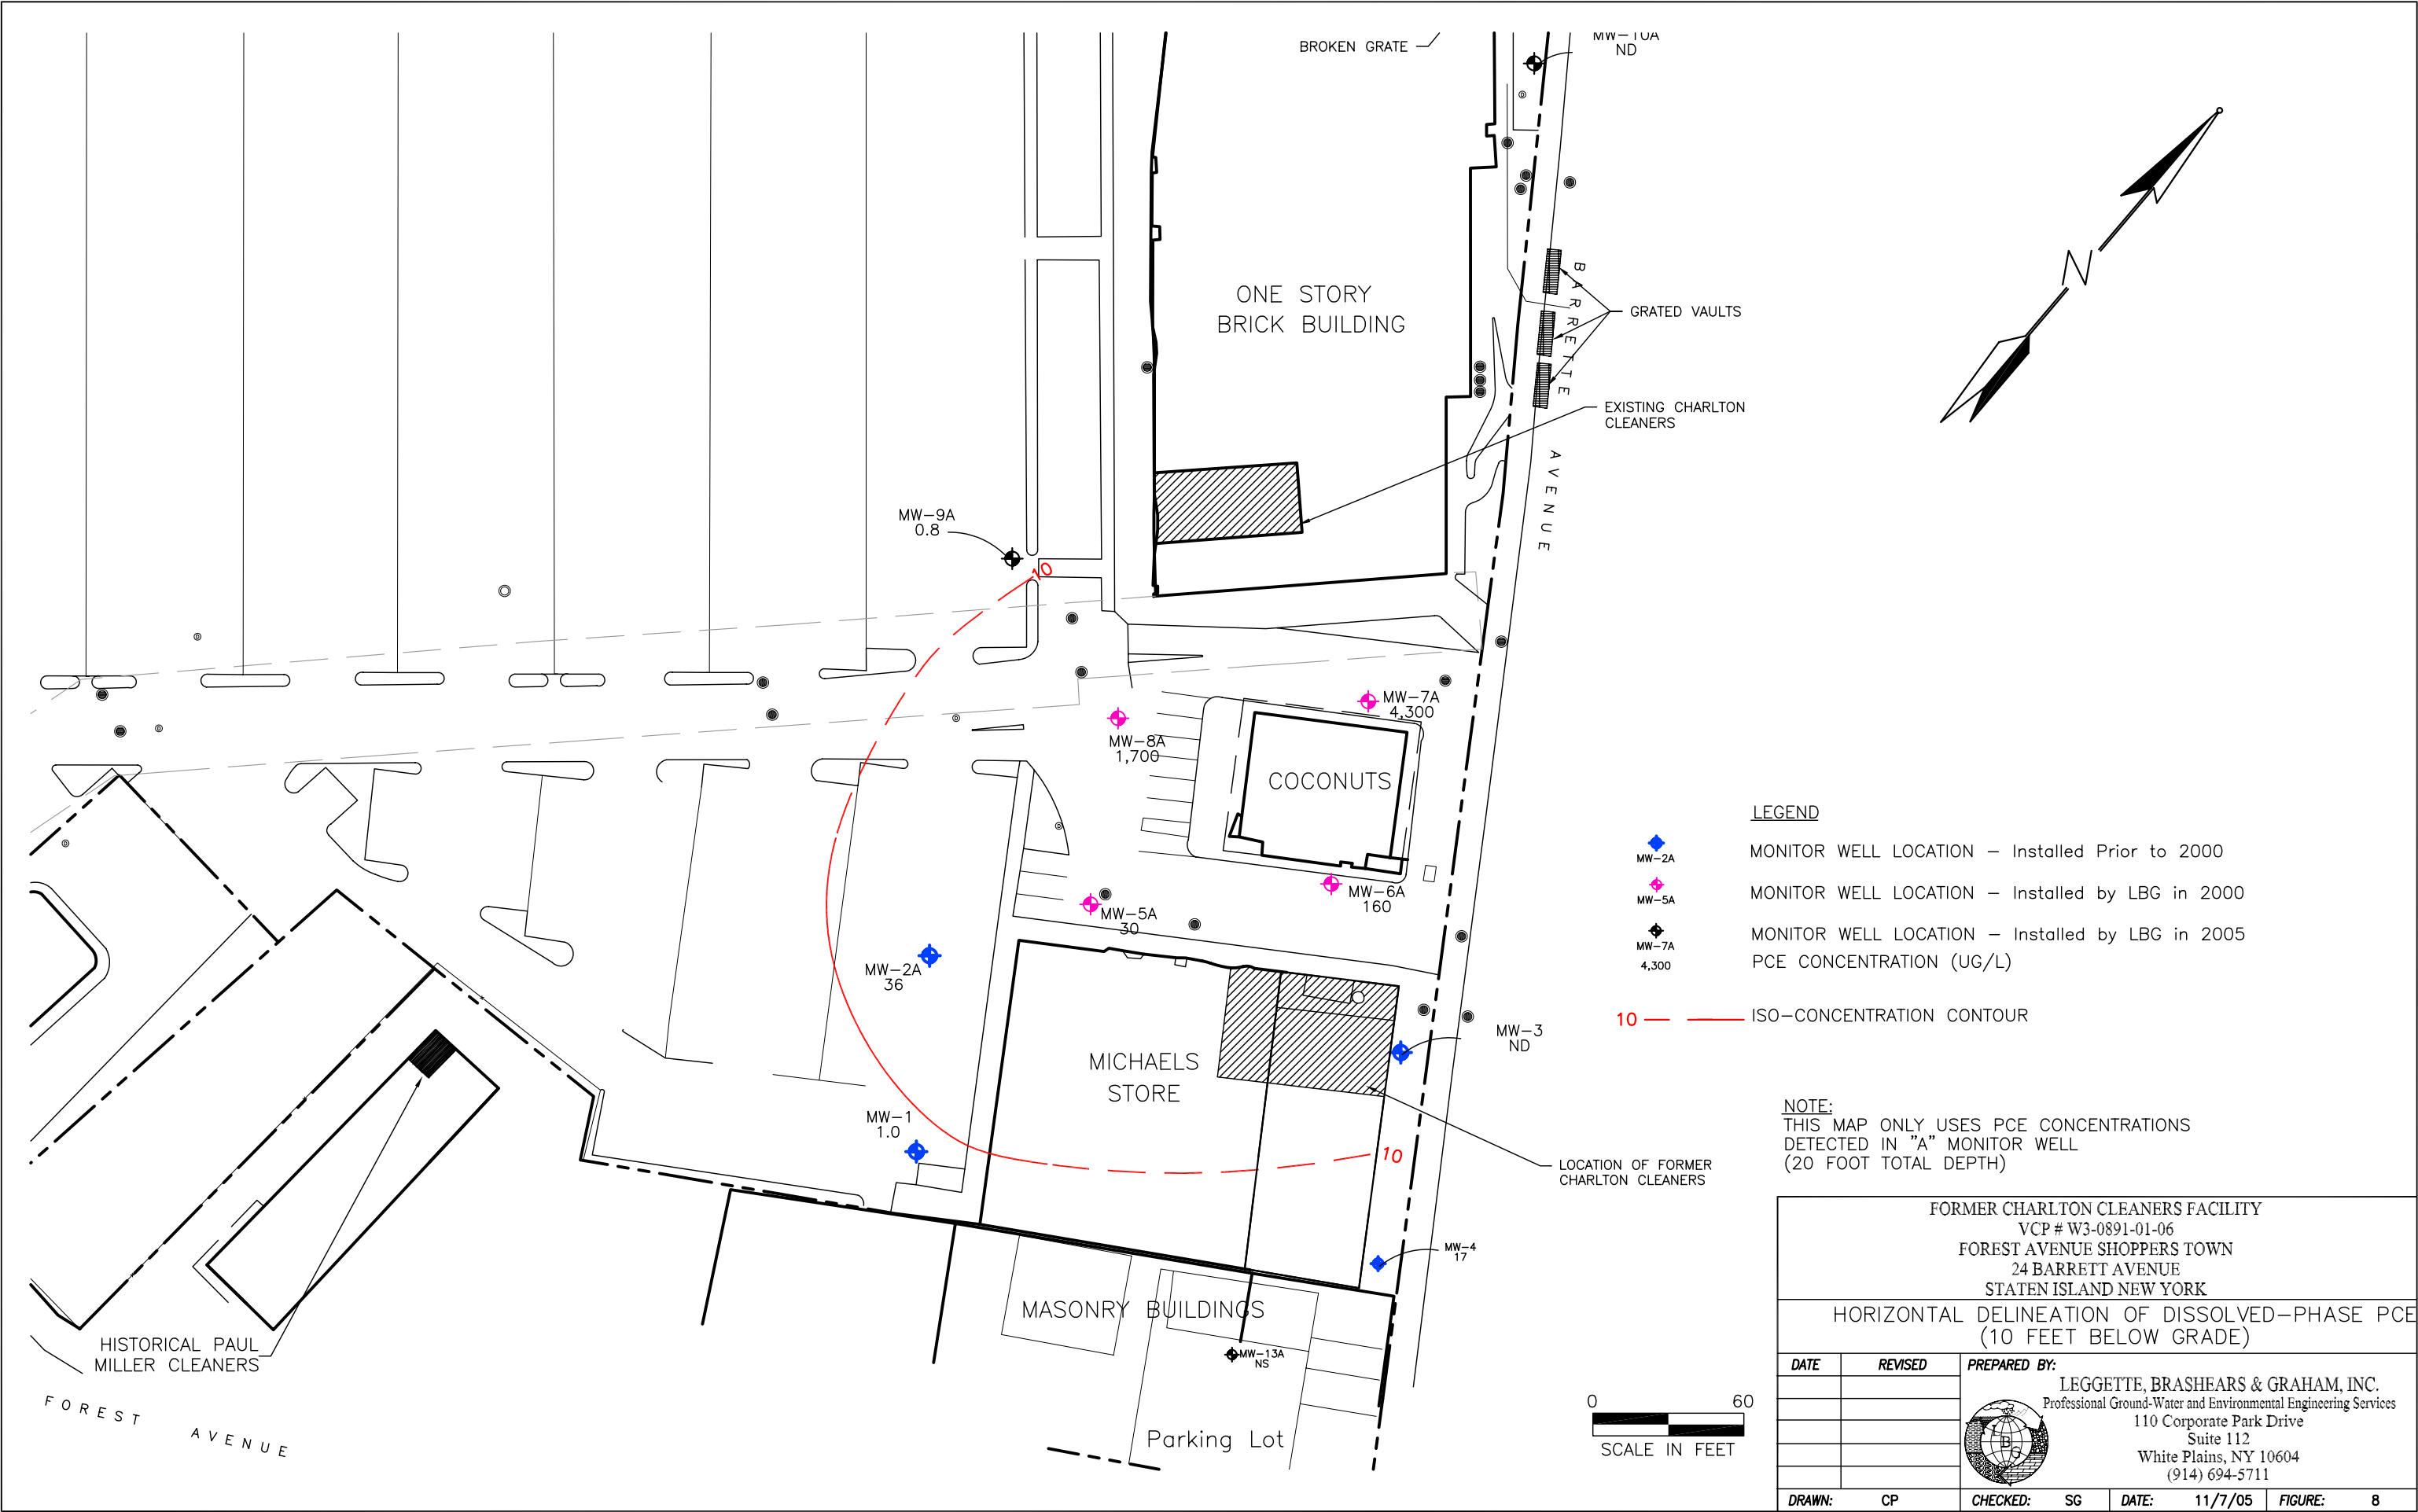 BROKEN GRATE
MW-10A
ND
ONE STORY
BRICK BUILDING
BARRETTE AVENUE
GRATED VAULTS
EXISTING CHARLTON
CLEANERS
N
MW-9A
0.8
10
MW-7A
4,300
MW-8A
1,700
COCONUTS
MW-6A
160
MW-5A
30
MW-2A
36
MICHAELS
STORE
MW-3
ND
MW-1
1.0
10
LOCATION OF FORMER
CHARLTON CLEANERS
MW-4
17
MASONRY BUILDINGS
MW-13A
NS
Parking Lot
HISTORICAL PAUL
MILLER CLEANERS
FOREST AVENUE
LEGEND
MW-2A
MONITOR WELL LOCATION - Installed Prior to 2000
MW-5A
MONITOR WELL LOCATION - Installed by LBG in 2000
MW-7A
MONITOR WELL LOCATION - Installed by LBG in 2005
4,300
PCE CONCENTRATION (UG/L)
10
ISO-CONCENTRATION CONTOUR
NOTE:
THIS MAP ONLY USES PCE CONCENTRATIONS
DETECTED IN "A" MONITOR WELL
(20 FOOT TOTAL DEPTH)
0 60
SCALE IN FEET
FORMER CHARLTON CLEANERS FACILITY
VCP # W3-0891-01-06
FOREST AVENUE SHOPPERS TOWN
24 BARRETT AVENUE
STATEN ISLAND NEW YORK
HORIZONTAL DELINEATION OF DISSOLVED-PHASE PCE
(10 FEET BELOW GRADE)
DATE REVISED PREPARED BY:
LEGGETTE, BRASHEARS & GRAHAM, INC.
Professional Ground-Water and Environmental Engineering Services
110 Corporate Park Drive
Suite 112
White Plains, NY 10604
(914) 694-5711
B
G
DRAWN: CP CHECKED: SG DATE: 11/7/05 FIGURE: 8